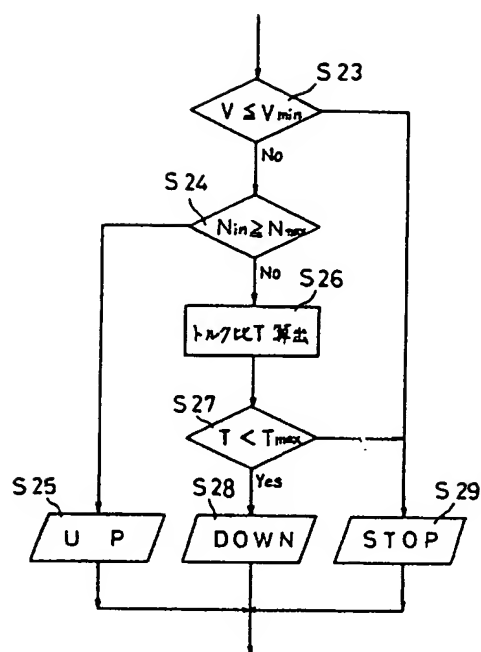 S23
V ≦ Vmin
No
S24
Nin ≧ Nmax
No
S26
トルク比T 算出
S27
T < Tmax
Yes
S25
U P
S28
DOWN
S29
STOP